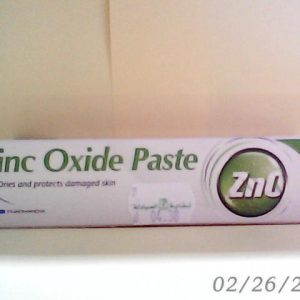 inc Oxide Paste
Dries and protects damaged skin
ZnO
02/26/2